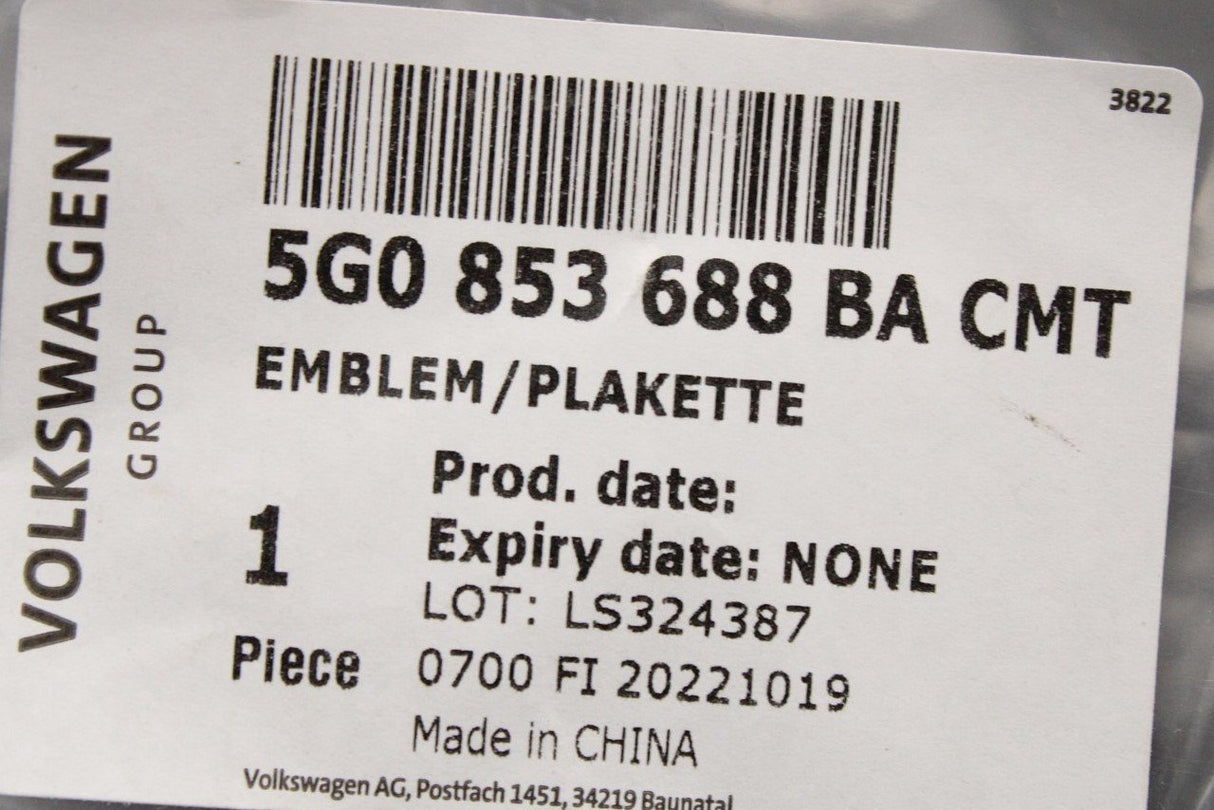 3822
VOLKSWAGEN
GROUP
5G0 853 688 BA CMT
EMBLEM/PLAKETTE
Prod. date:
Expiry date: NONE
1
LOT: LS324387
Piece
0700 FI 20221019
Made in CHINA
Volkswagen AG, Postfach 1451, 34219 Baunatal